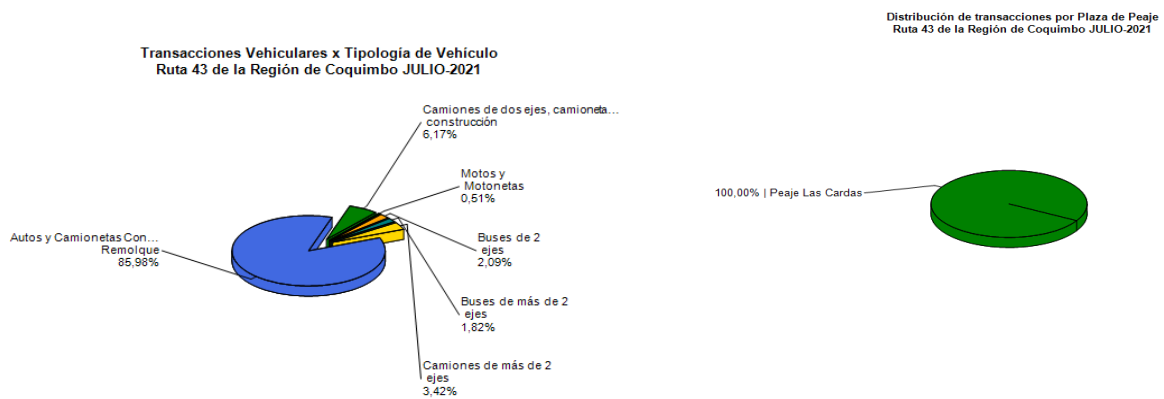 Transacciones Vehiculares x Tipología de Vehículo
Ruta 43 de la Región de Coquimbo JULIO-2021
Camiones de dos ejes, camioneta…
construcción
6,17%
Motos y
Motonetas
0,51%
Buses de 2
ejes
2,09%
Buses de más de 2
ejes
1,82%
Camiones de más de 2
ejes
3,42%
Autos y Camionetas Con…
Remolque
85,98%
Distribución de transacciones por Plaza de Peaje
Ruta 43 de la Región de Coquimbo JULIO-2021
100,00% | Peaje Las Cardas